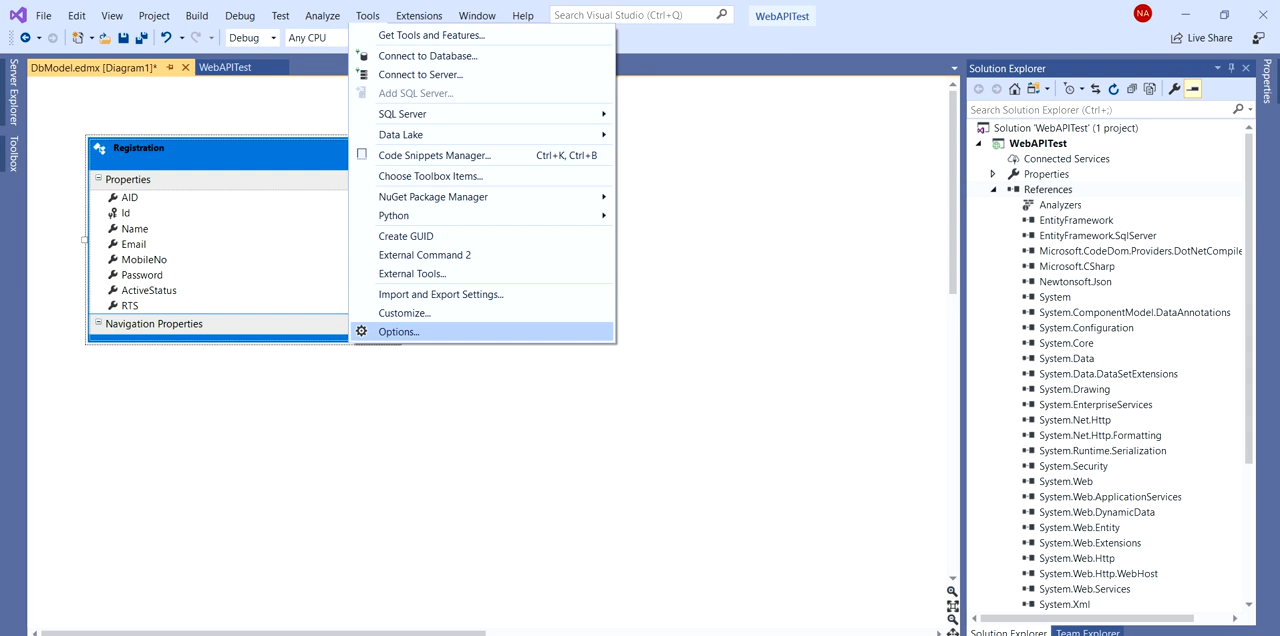 File Edit View Project Build Debug Test Analyze Tools Extensions Window Help Search Visual Studio (Ctrl+Q) WebAPITest NA
Debug Any CPU Live Share
DbModel.edmx [Diagram1]* WebAPITest
Server Explorer
Toolbox
Registration
Properties
AID
Id
Name
Email
MobileNo
Password
ActiveStatus
RTS
Navigation Properties
Get Tools and Features...
Connect to Database...
Connect to Server...
Add SQL Server...
SQL Server
Data Lake
Code Snippets Manager... Ctrl+K, Ctrl+B
Choose Toolbox Items...
NuGet Package Manager
Python
Create GUID
External Command 2
External Tools...
Import and Export Settings...
Customize...
Options...
Solution Explorer
Search Solution Explorer (Ctrl+;)
Solution 'WebAPITest' (1 project)
WebAPITest
Connected Services
Properties
References
Analyzers
EntityFramework
EntityFramework.SqlServer
Microsoft.CodeDom.Providers.DotNetCompile
Microsoft.CSharp
Newtonsoft.Json
System
System.ComponentModel.DataAnnotations
System.Configuration
System.Core
System.Data
System.Data.DataSetExtensions
System.Drawing
System.EnterpriseServices
System.Net.Http
System.Net.Http.Formatting
System.Runtime.Serialization
System.Security
System.Web
System.Web.ApplicationServices
System.Web.DynamicData
System.Web.Entity
System.Web.Extensions
System.Web.Http
System.Web.Http.WebHost
System.Web.Services
System.Xml
Solution Explorer Team Explorer
Properties